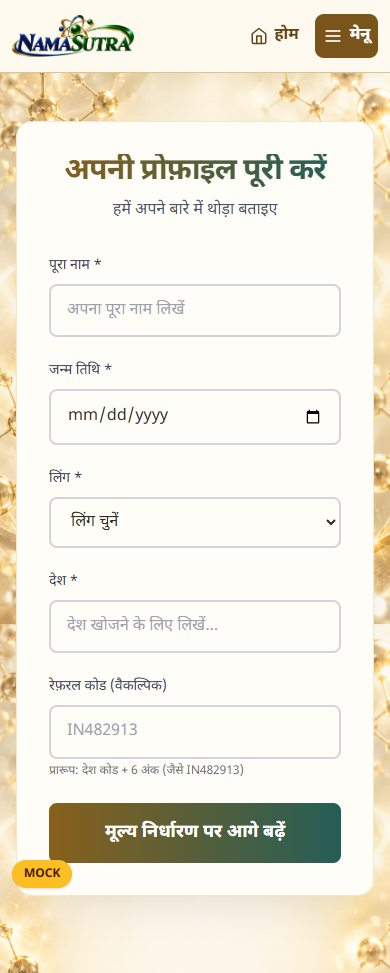 NAMASUTRA
होम
मेनू
अपनी प्रोफ़ाइल पूरी करें
हमें अपने बारे में थोड़ा बताइए
पूरा नाम *
अपना पूरा नाम लिखें
जन्म तिथि *
mm/dd/yyyy
लिंग *
लिंग चुनें
देश *
देश खोजने के लिए लिखें...
रेफ़रल कोड (वैकल्पिक)
IN482913
प्रारूप: देश कोड + 6 अंक (जैसे IN482913)
मूल्य निर्धारण पर आगे बढ़ें
MOCK